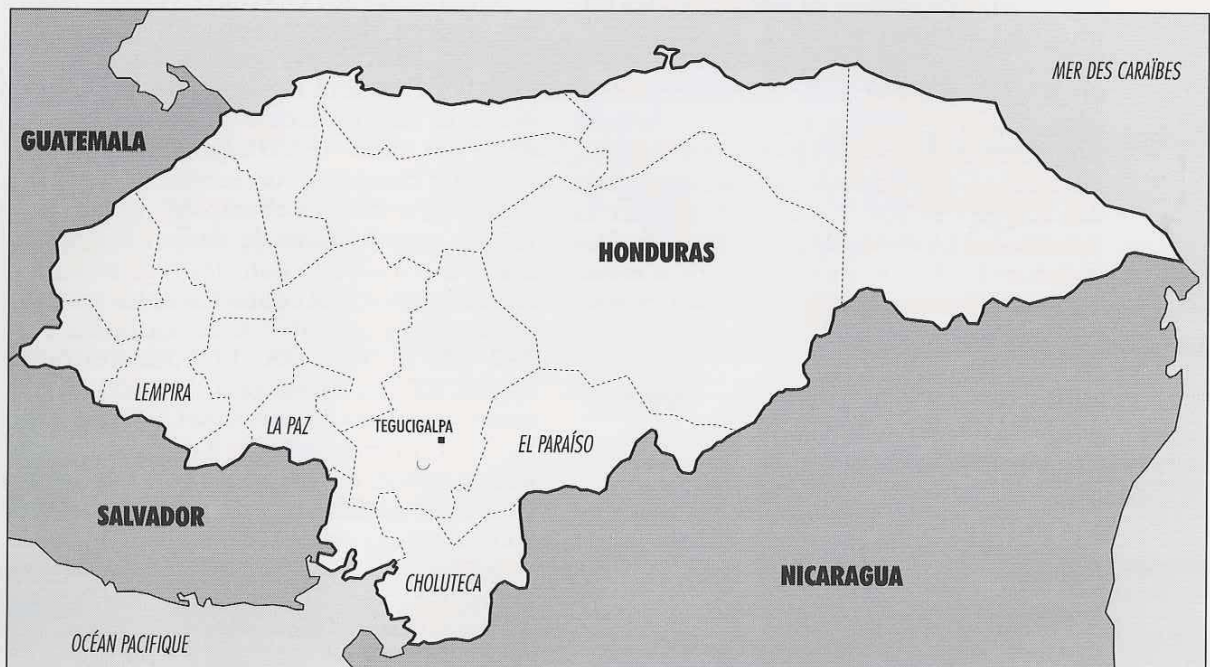 MER DES CARAÏBES
GUATEMALA
HONDURAS
LEMPIRA
LA PAZ
TEGUCIGALPA
EL PARAÍSO
SALVADOR
CHOLUTECA
NICARAGUA
OCÉAN PACIFIQUE